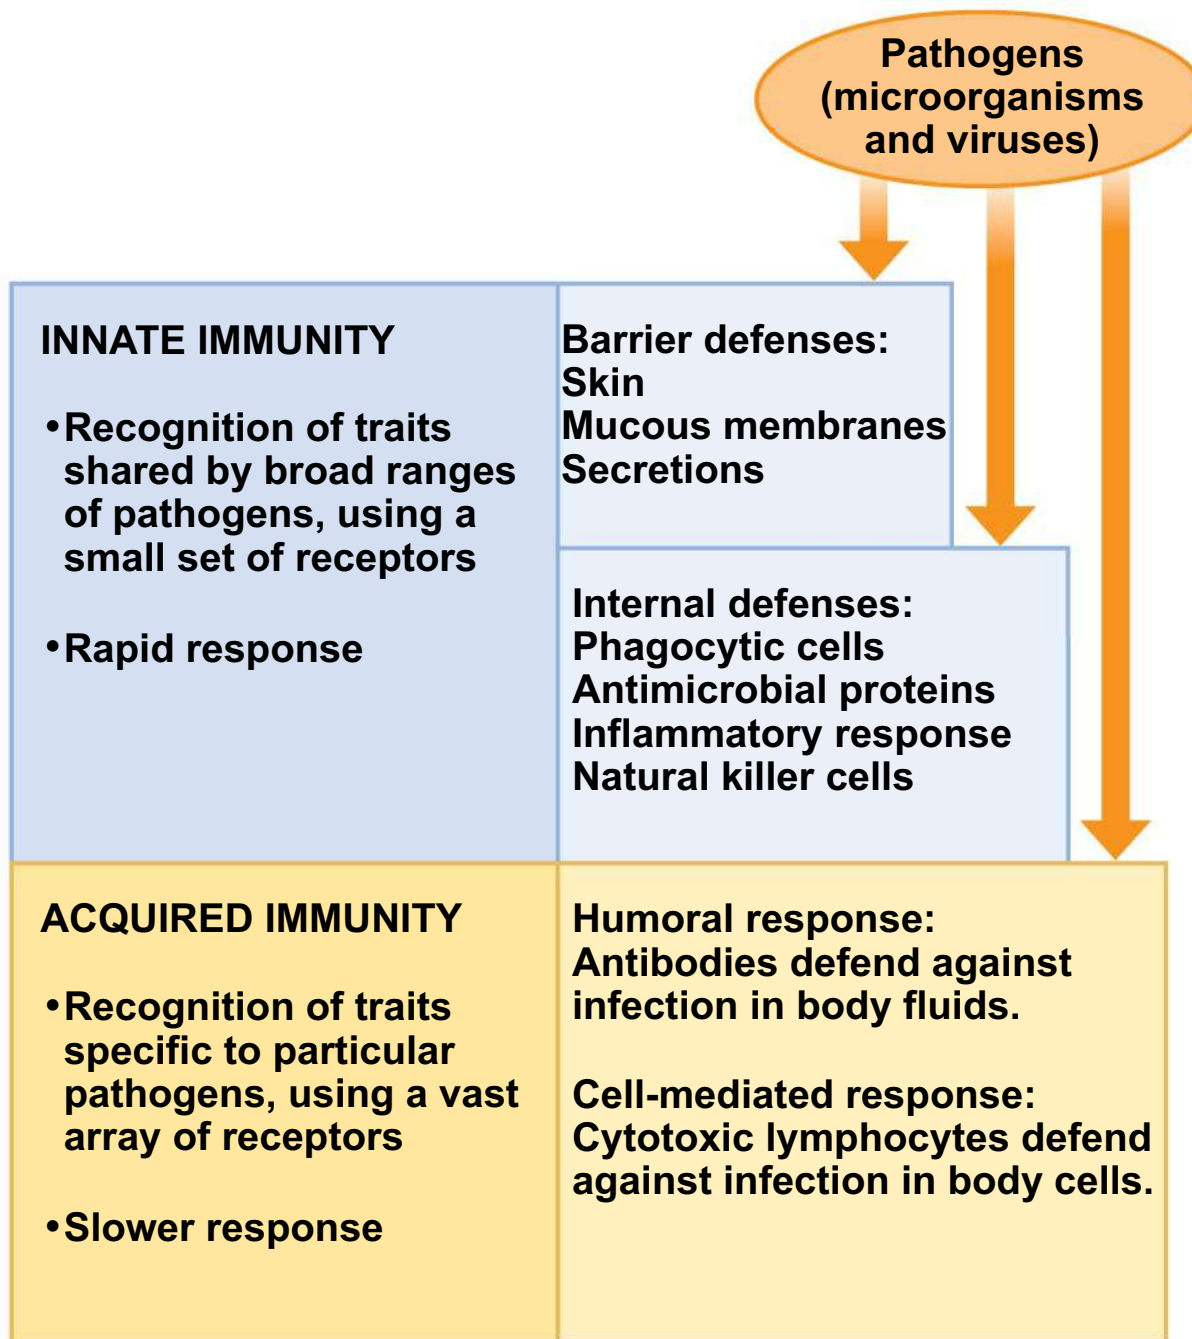 Pathogens
(microorganisms
and viruses)
INNATE IMMUNITY
•Recognition of traits
shared by broad ranges
of pathogens, using a
small set of receptors
•Rapid response
Barrier defenses:
Skin
Mucous membranes
Secretions
Internal defenses:
Phagocytic cells
Antimicrobial proteins
Inflammatory response
Natural killer cells
ACQUIRED IMMUNITY
•Recognition of traits
specific to particular
pathogens, using a vast
array of receptors
•Slower response
Humoral response:
Antibodies defend against
infection in body fluids.
Cell-mediated response:
Cytotoxic lymphocytes defend
against infection in body cells.